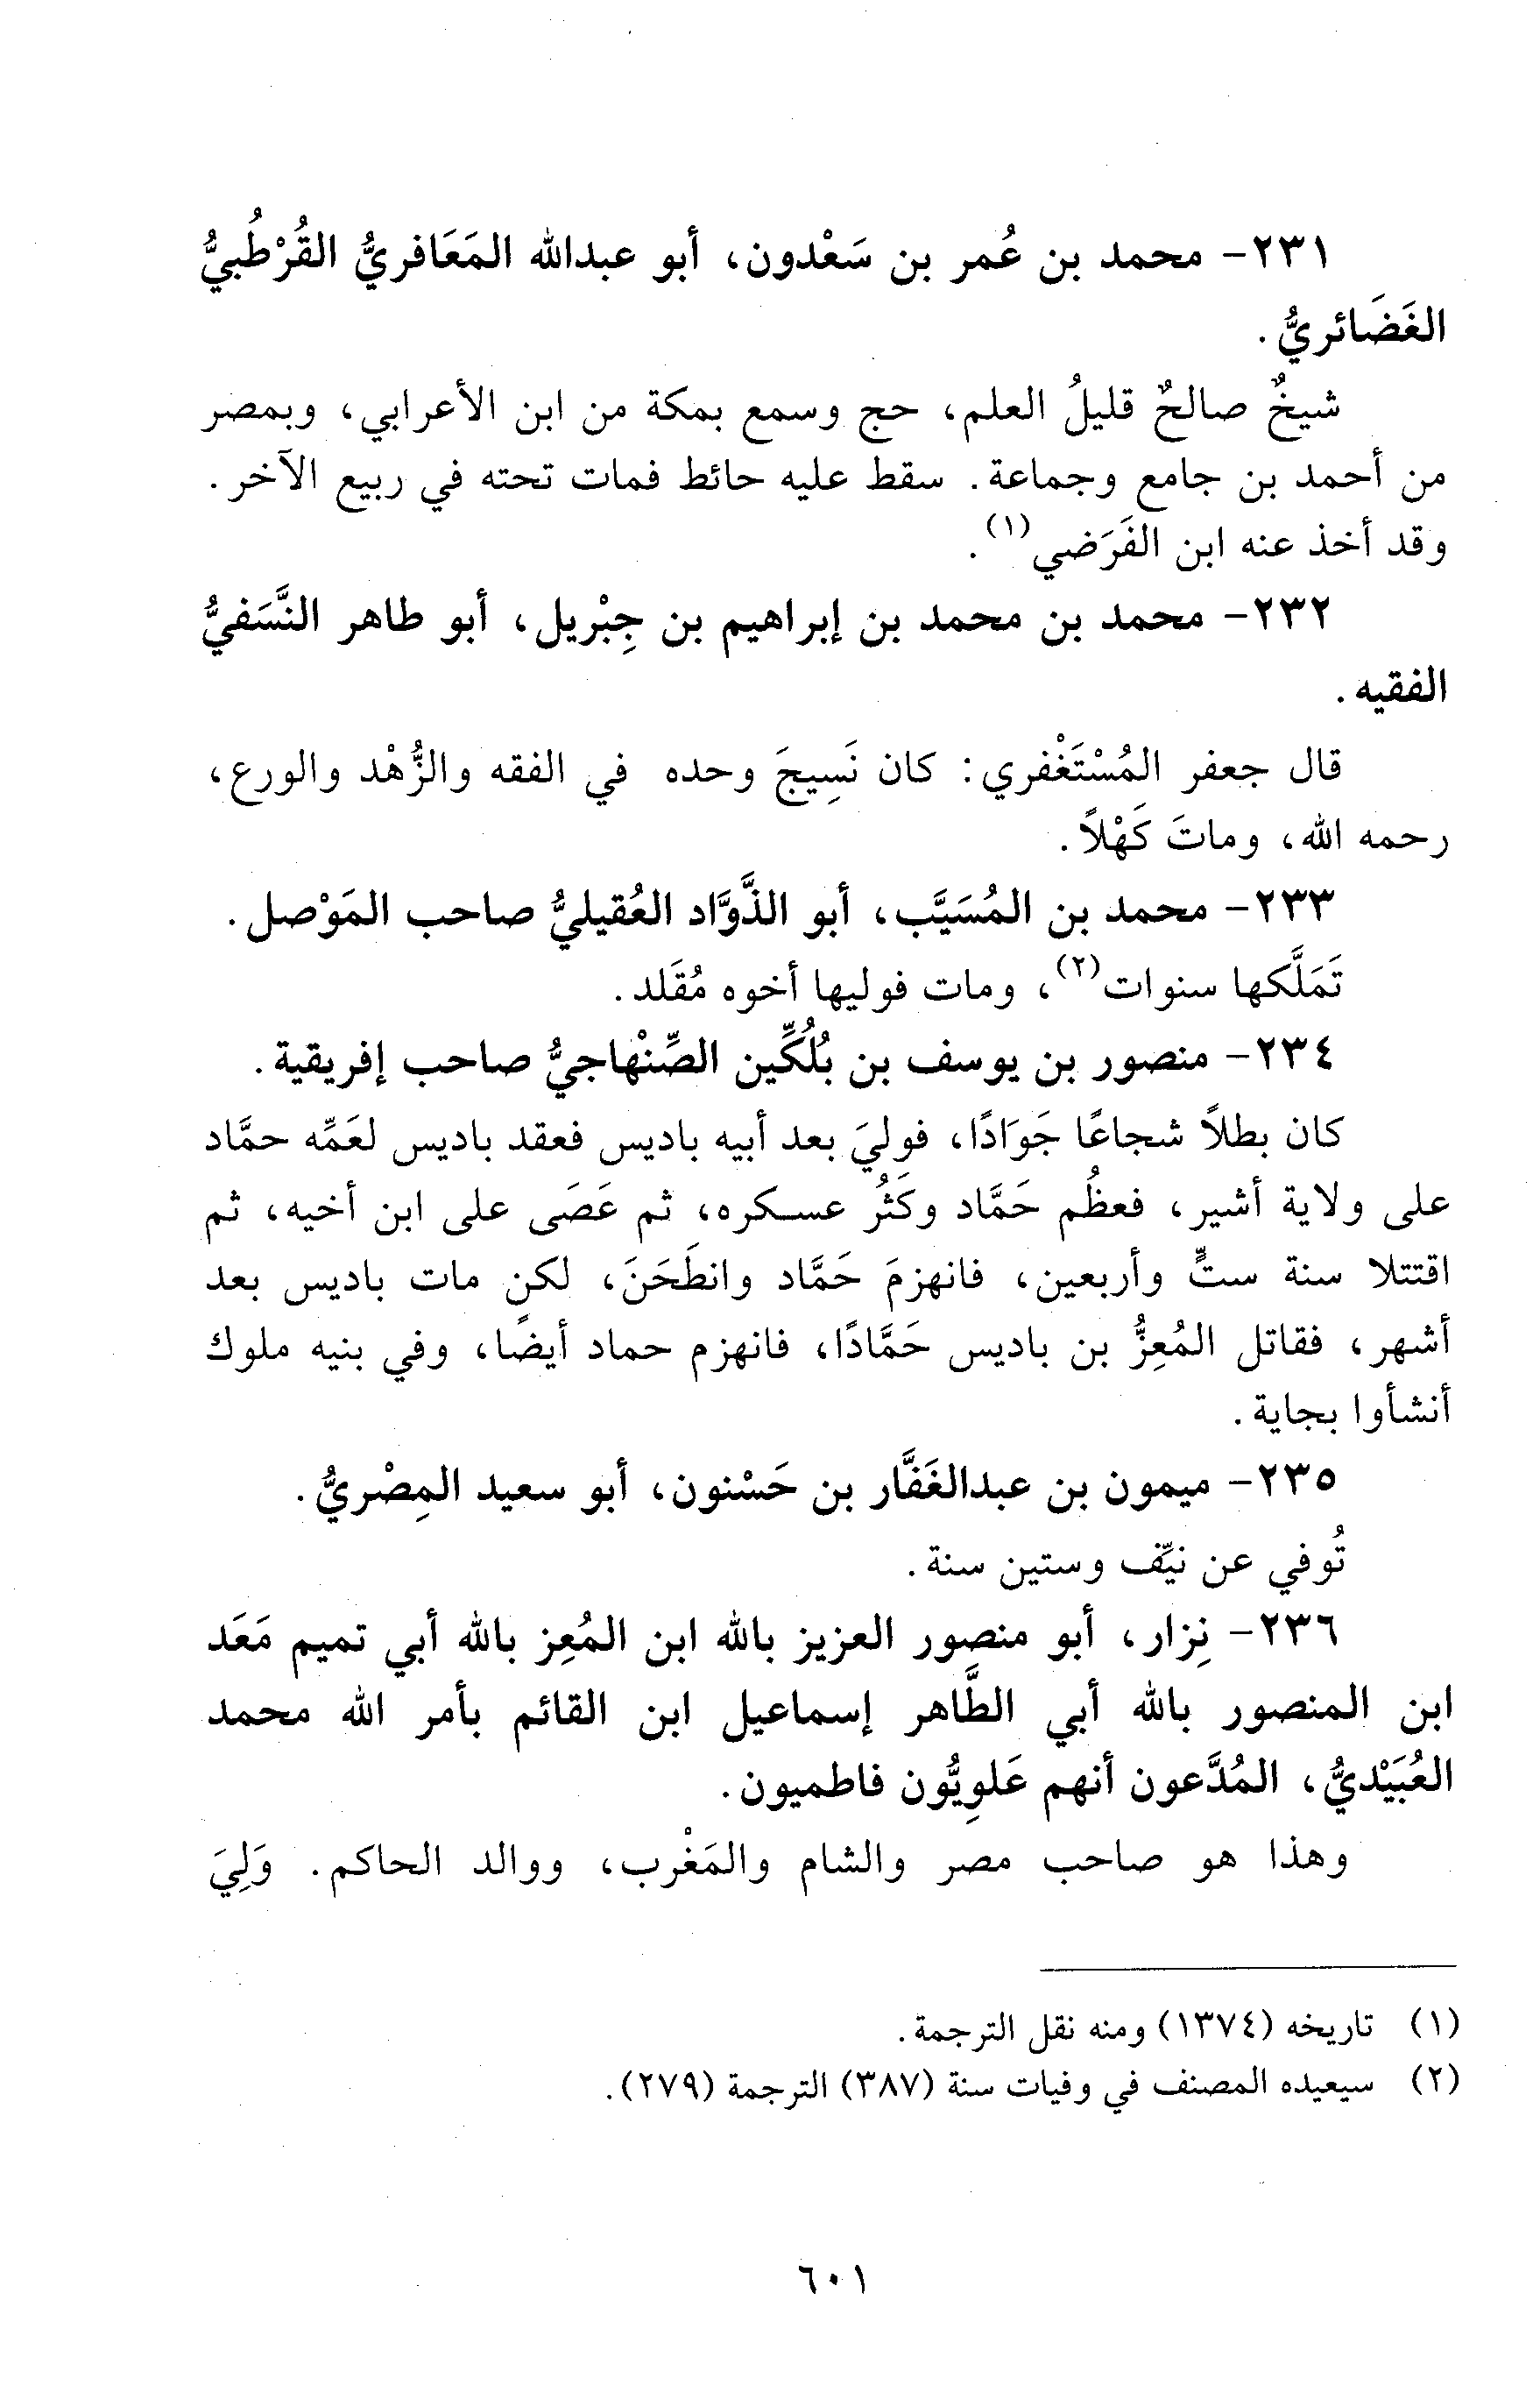 ٢٣١- محمد بن عُمر بن سَعْدون، أبو عبدالله المَعَافريُّ القُرْطُبيُّ
الغَضَائريُّ.
شيخٌ صالحٌ قليلُ العلم، حج وسمع بمكة من ابن الأعرابي، وبمصر
من أحمد بن جامع وجماعة. سقط عليه حائط فمات تحته في ربيع الآخر.
وقد أخذ عنه ابن الفَرَضي(١).
٢٣٢- محمد بن محمد بن إبراهيم بن جِبْريل، أبو طاهر النَّسَفيُّ
الفقيه.
قال جعفر المُسْتَغْفري: كان نَسِيجَ وحده في الفقه والزُّهْد والورع،
رحمه الله، وماتَ كَهْلاً.
٢٣٣- محمد بن المُسَيَّب، أبو الذَّوَّاد العُقيليُّ صاحب المَوْصل.
تَمَلَّكها سنوات(٢)، ومات فوليها أخوه مُقَلد.
٢٣٤- منصور بن يوسف بن بُلُكِّين الصِّنْهاجيُّ صاحب إفريقية.
كان بطلاً شجاعًا جَوَادًا، فوليَ بعد أبيه باديس فعقد باديس لعَمِّه حمَّاد
على ولاية أشير، فعظُم حَمَّاد وكَثُر عسكره، ثم عَصَى على ابن أخيه، ثم
اقتتلا سنة ستٍّ وأربعين، فانهزمَ حَمَّاد وانطَحَنَ، لكن مات باديس بعد
أشهر، فقاتل المُعِزُّ بن باديس حَمَّادًا، فانهزم حماد أيضًا، وفي بنيه ملوك
أنشأوا بجاية.
٢٣٥- ميمون بن عبدالغَفَّار بن حَسْنون، أبو سعيد المِصْريُّ.
تُوفي عن نيِّف وستين سنة.
٢٣٦- نِزار، أبو منصور العزيز بالله ابن المُعِز بالله أبي تميم مَعَد
ابن المنصور بالله أبي الطَّاهر إسماعيل ابن القائم بأمر الله محمد
العُبَيْديُّ، المُدَّعون أنهم عَلوِيُّون فاطميون.
وهذا هو صاحب مصر والشام والمَغْرب، ووالد الحاكم. وَلِيَ
(١) تاريخه (١٣٧٤) ومنه نقل الترجمة.
(٢) سيعيده المصنف في وفيات سنة (٣٨٧) الترجمة (٢٧٩).
٦٠١